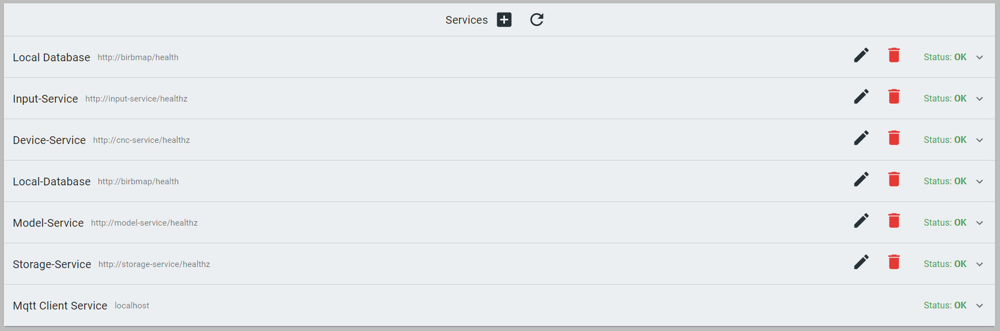 Services
Local Database http://birbmap/health Status: OK
Input-Service http://input-service/healthz Status: OK
Device-Service http://cnc-service/healthz Status: OK
Local-Database http://birbmap/health Status: OK
Model-Service http://model-service/healthz Status: OK
Storage-Service http://storage-service/healthz Status: OK
Mqtt Client Service localhost Status: OK